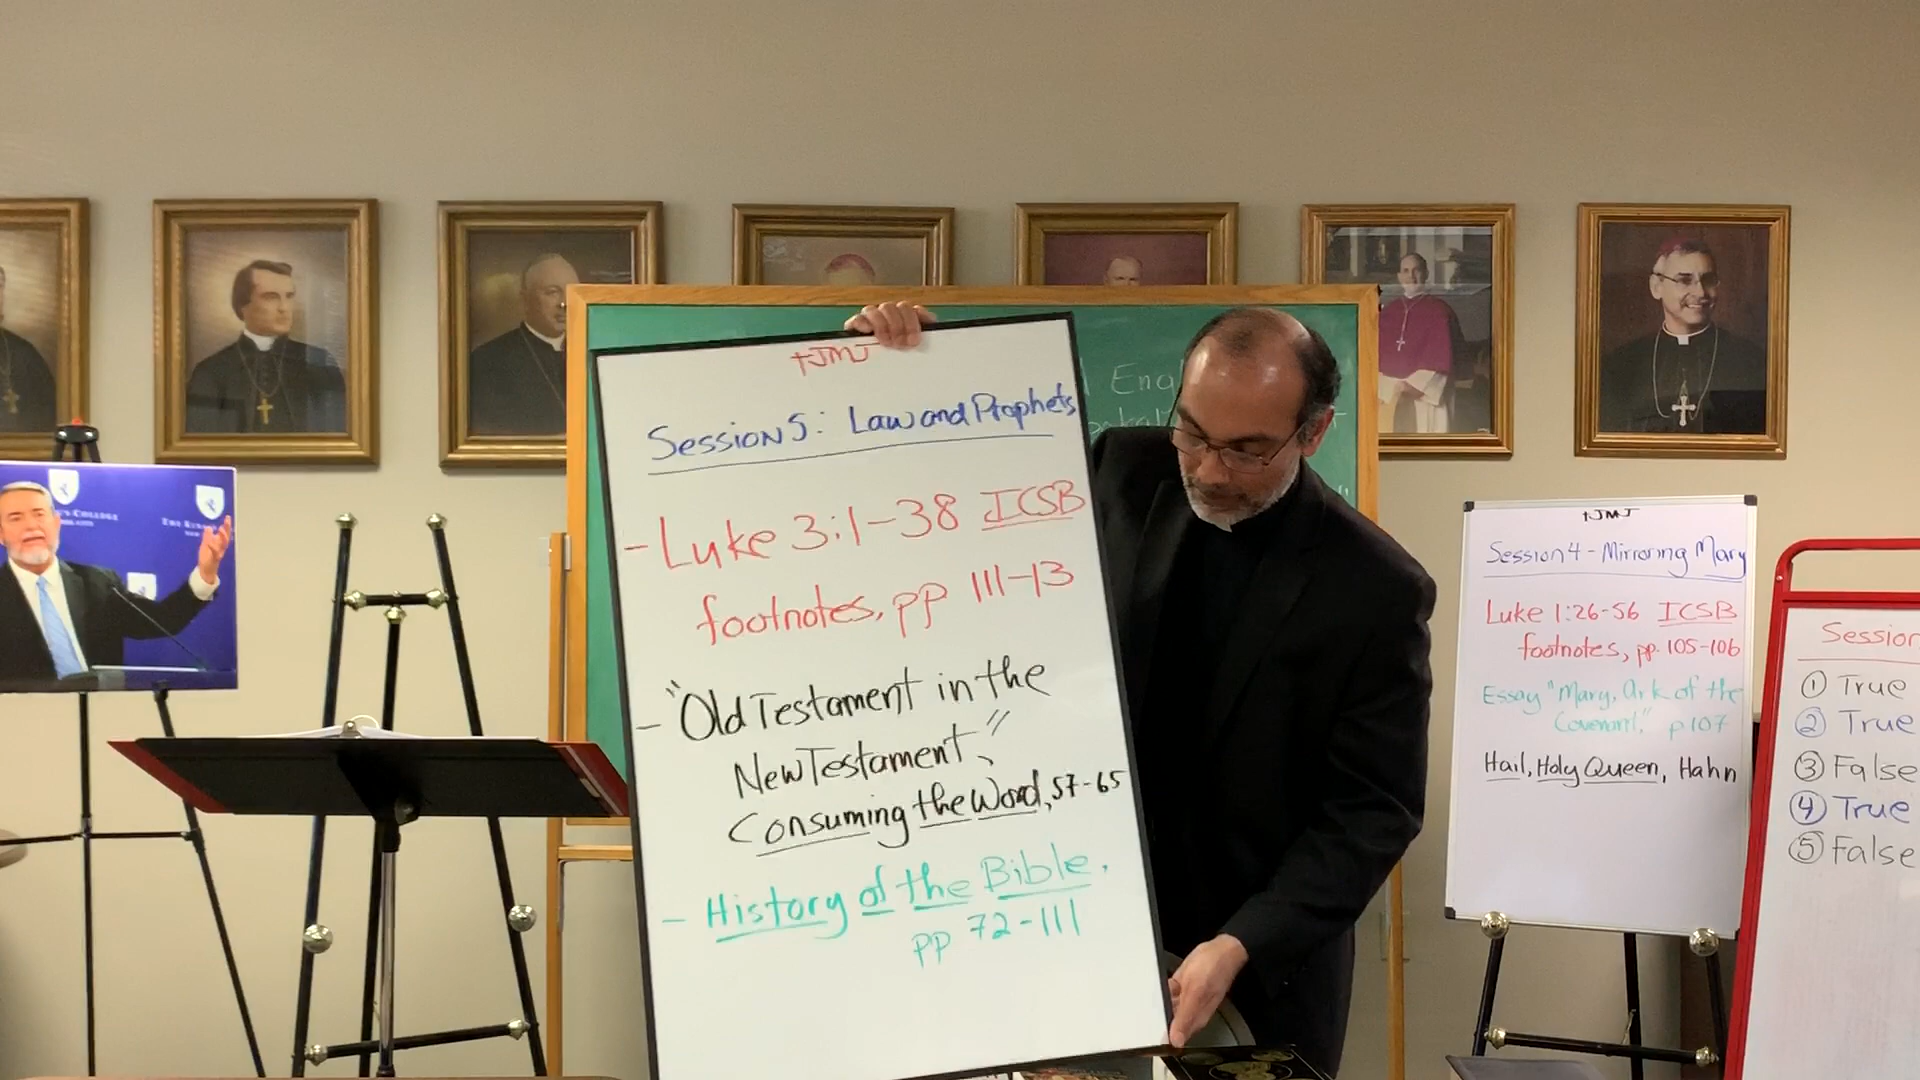 +JMJ
Session 5: Law and Prophets
- Luke 3:1-38 ICSB
footnotes, pp 111-13
- "Old Testament in the
New Testament,"
Consuming the Word, 57-65
- History of the Bible,
pp 72-111
Eng
+JMJ
Session 4 - Mirroring Mary
Luke 1:26-56 ICSB
footnotes, pp. 105-106
Essay "Mary, Ark of the
Covenant," p 107
Hail, Holy Queen, Hahn
Session
① True
② True
③ False
④ True
⑤ False